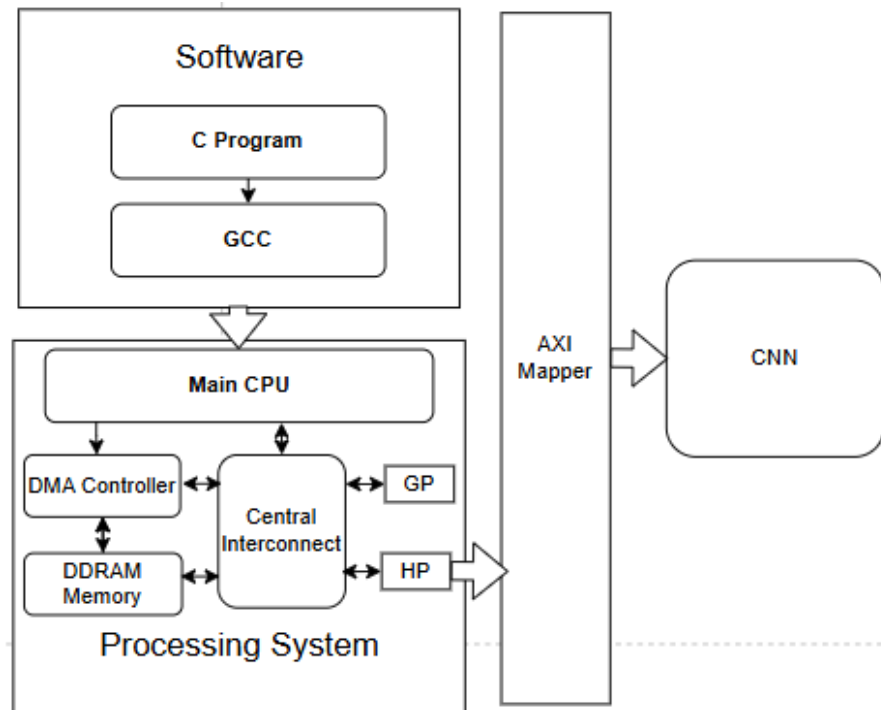 Software
C Program
GCC
Main CPU
DMA Controller
Central
Interconnect
GP
DDRAM
Memory
HP
Processing System
AXI
Mapper
CNN